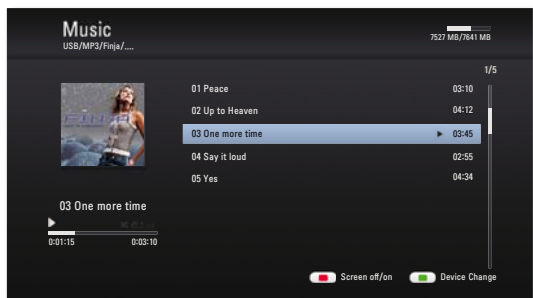 Music
USB/MP3/Finja/....
7527 MB/7641 MB
1/5
01 Peace 03:10
02 Up to Heaven 04:12
03 One more time 03:45
04 Say it loud 02:55
05 Yes 04:34
FINJA
03 One more time
0:01:15 0:03:10
Screen off/on Device Change